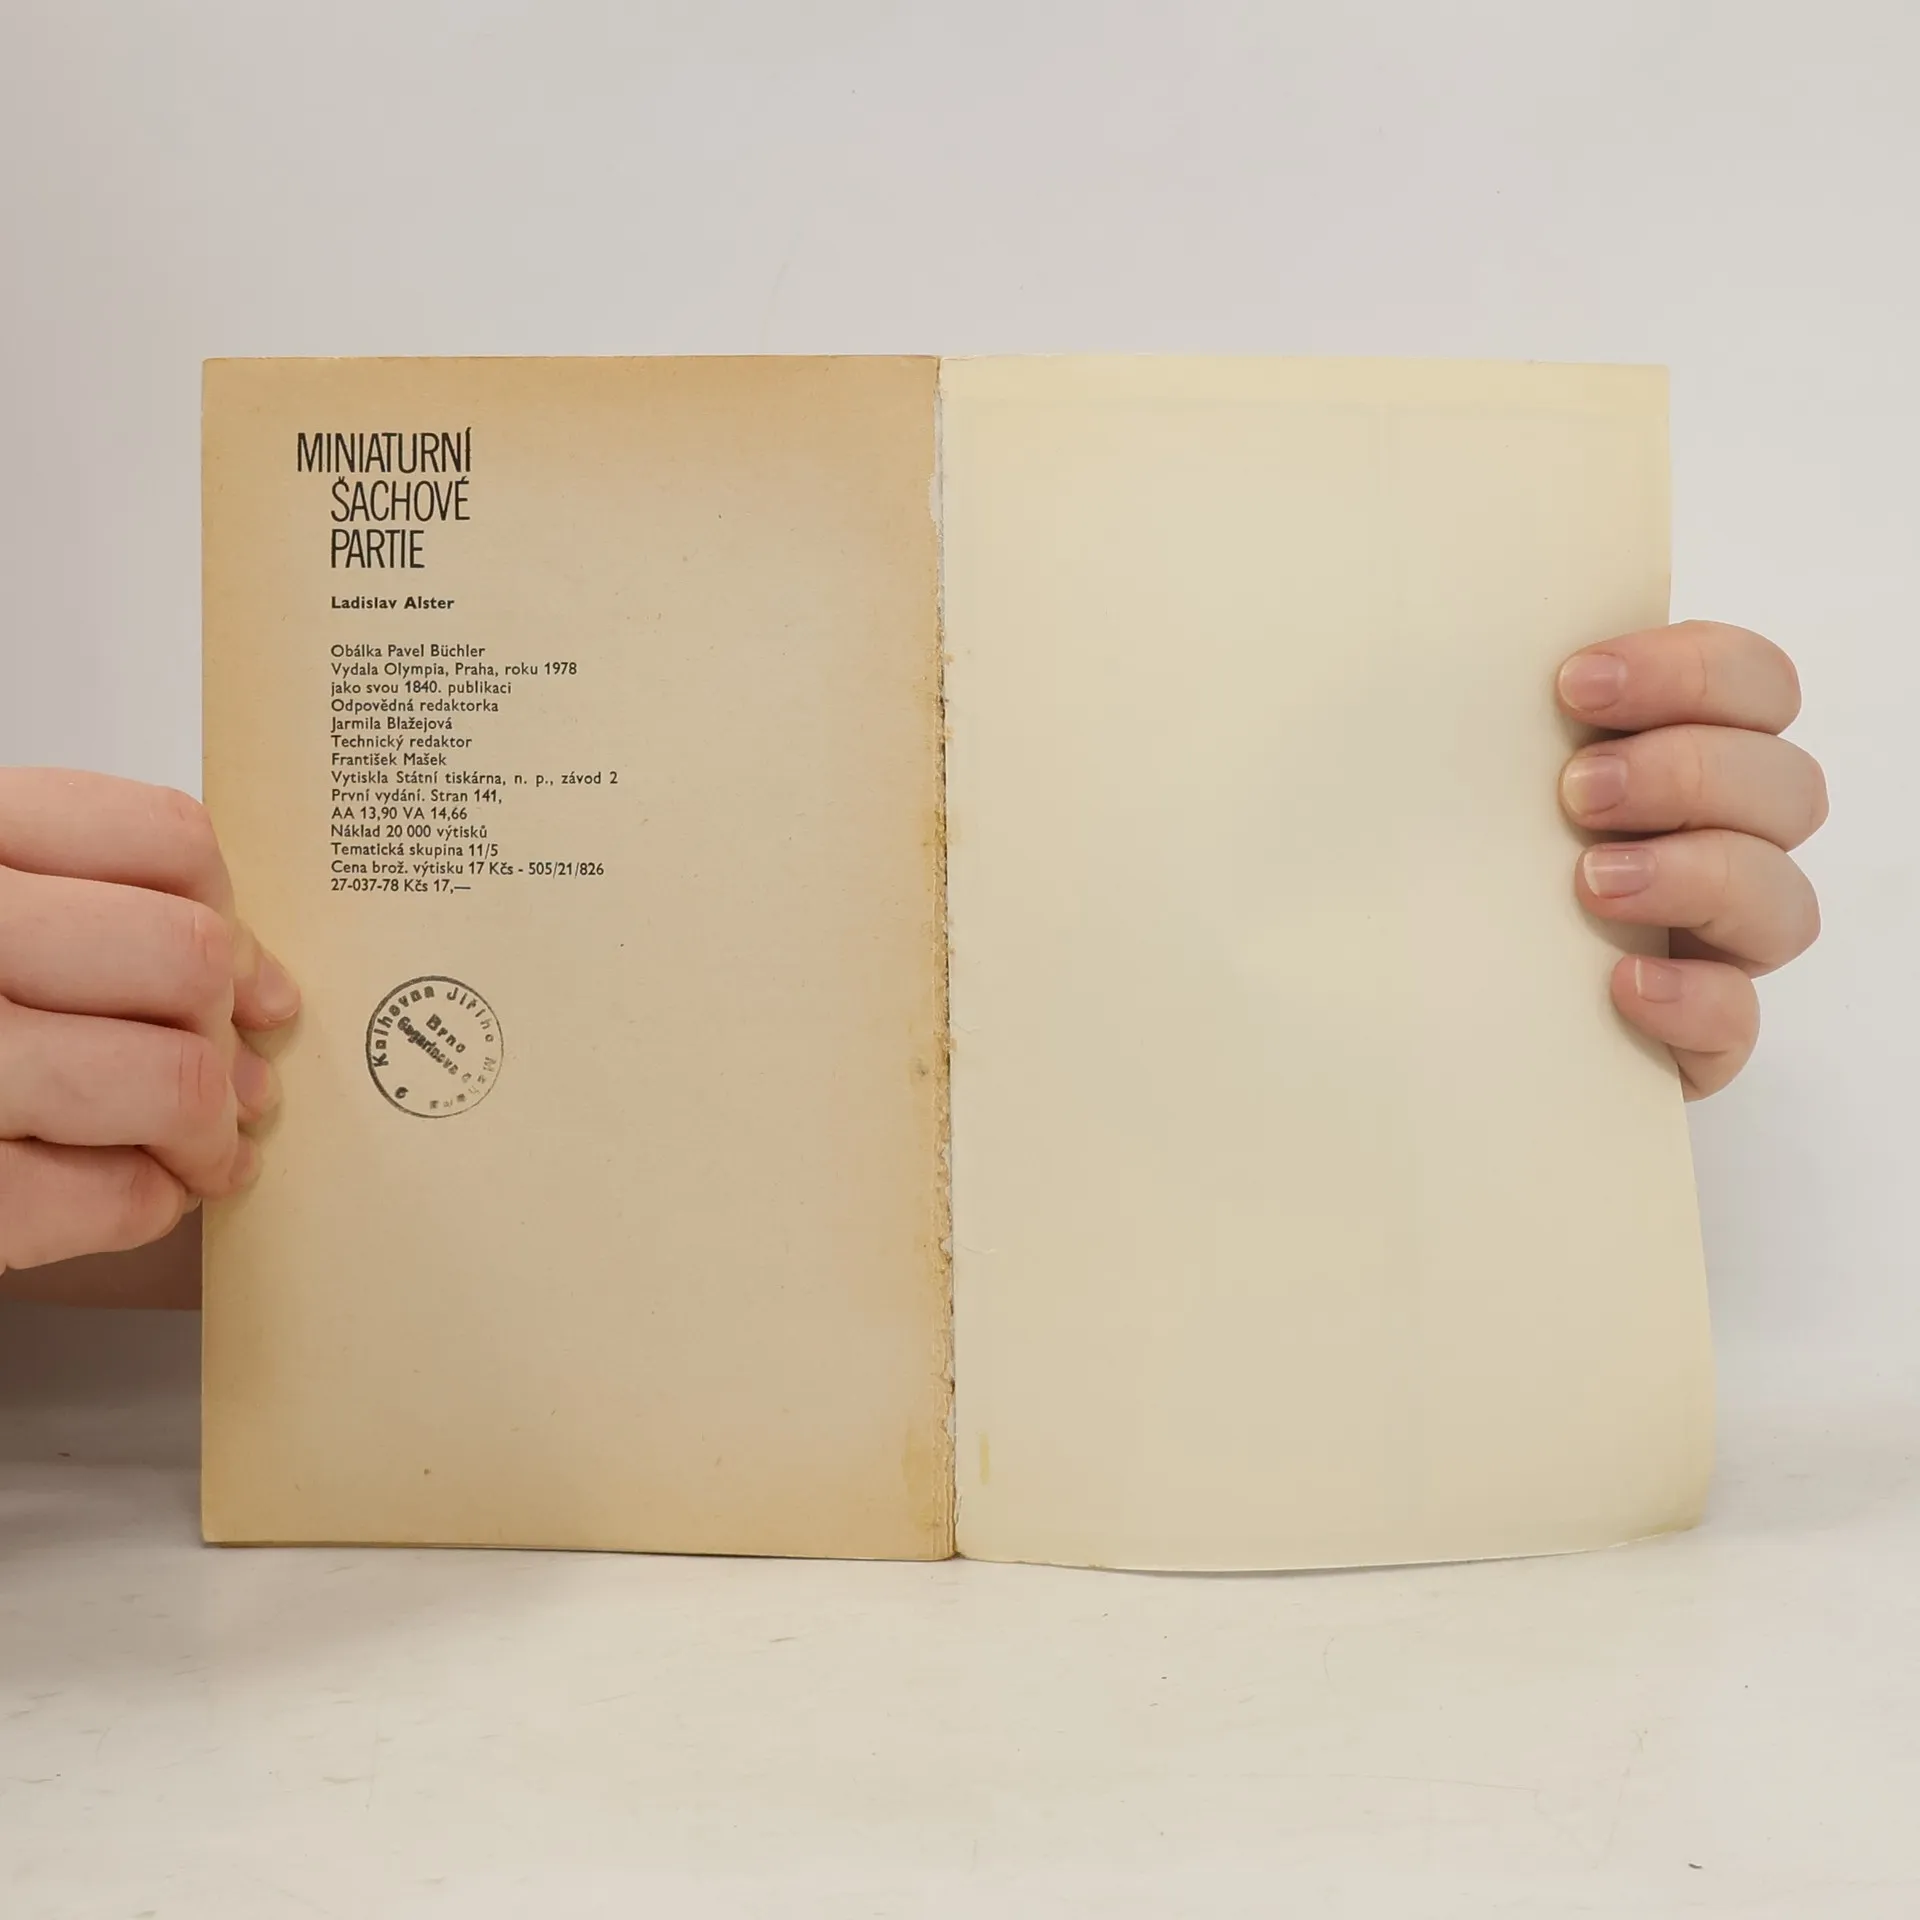 MINIATURNÍ
ŠACHOVÉ
PARTIE
Ladislav Alster
Obálka Pavel Büchler
Vydala Olympia, Praha, roku 1978
jako svou 1840. publikaci
Odpovědná redaktorka
Jarmila Blažejová
Technický redaktor
František Mašek
Vytiskla Státní tiskárna, n. p., závod 2
První vydání. Stran 141,
AA 13,90 VA 14,66
Náklad 20 000 výtisků
Tematická skupina 11/5
Cena brož. výtisku 17 Kčs - 505/21/826
27-037-78 Kčs 17,—
Knihovna Jiřího Mahena
Brno